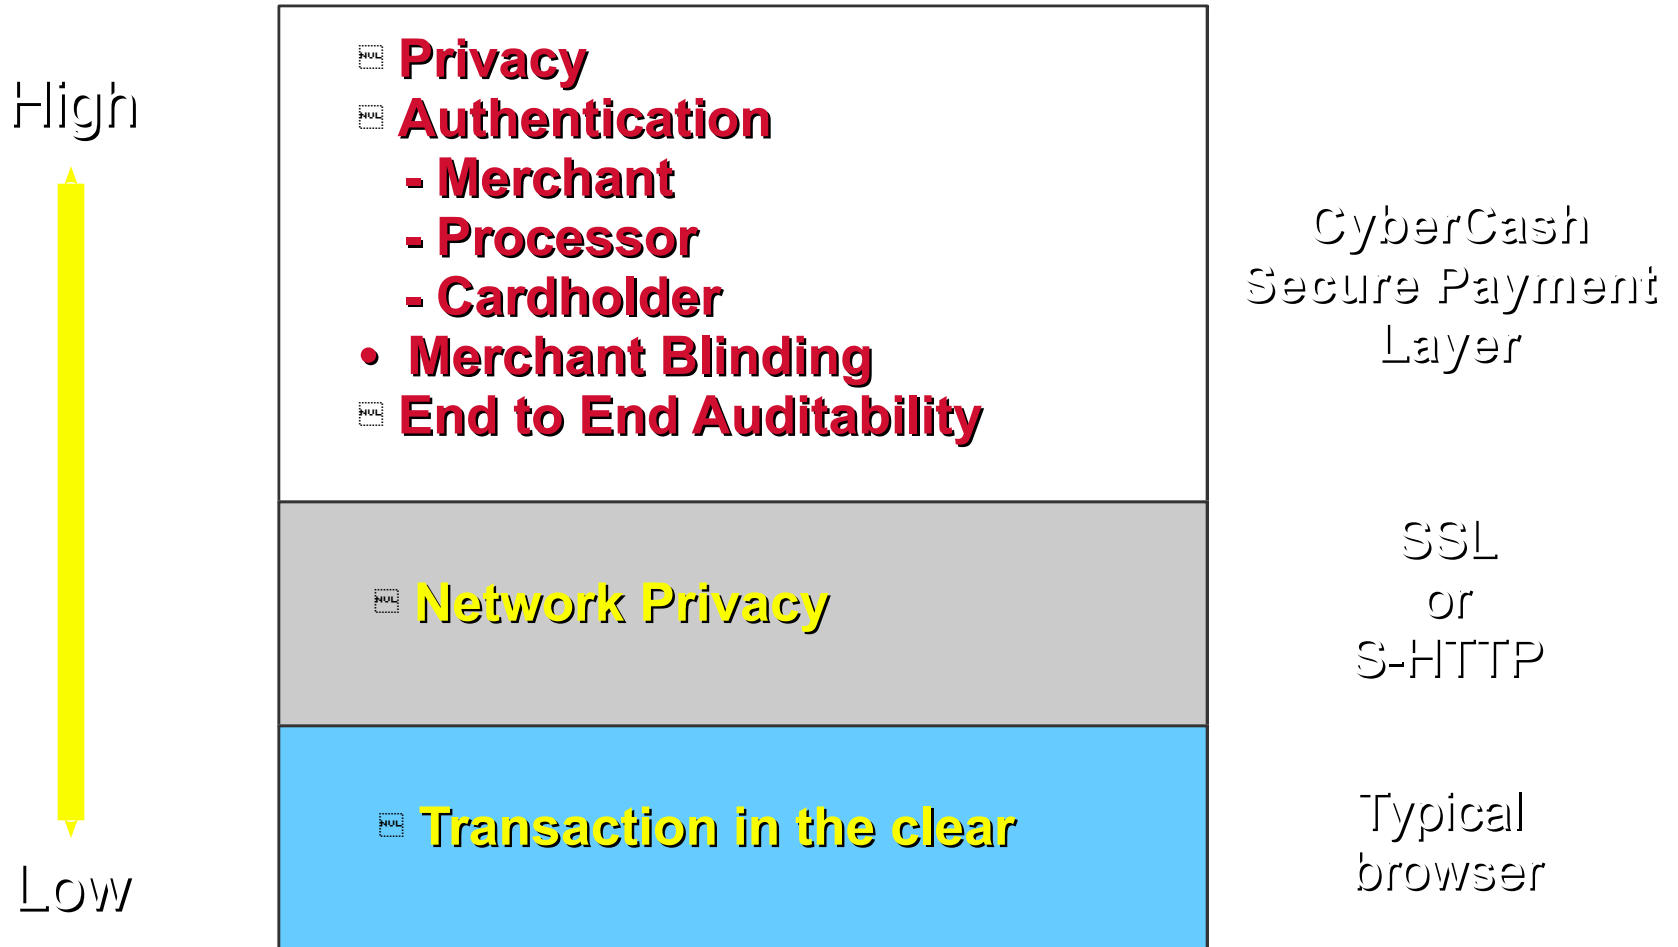 High
Privacy
Authentication
- Merchant
- Processor
- Cardholder
• Merchant Blinding
End to End Auditability
CyberCash
Secure Payment
Layer
Network Privacy
SSL
or
S-HTTP
Transaction in the clear
Typical
browser
Low